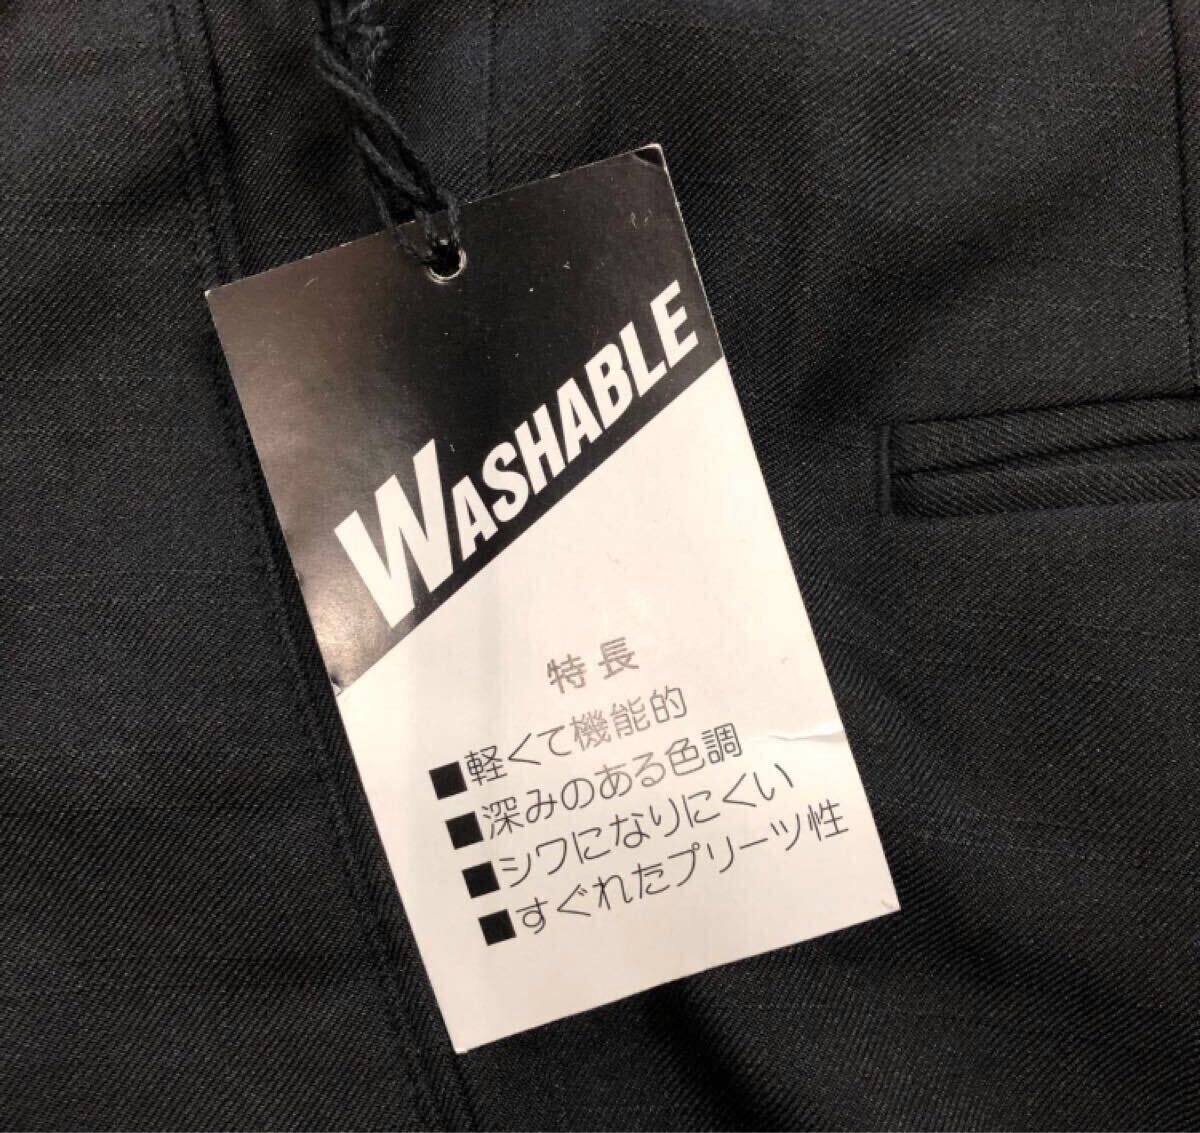 WASHABLE
特長
■軽くて機能的
■深みのある色調
■シワになりにくい
■すぐれたプリーツ性